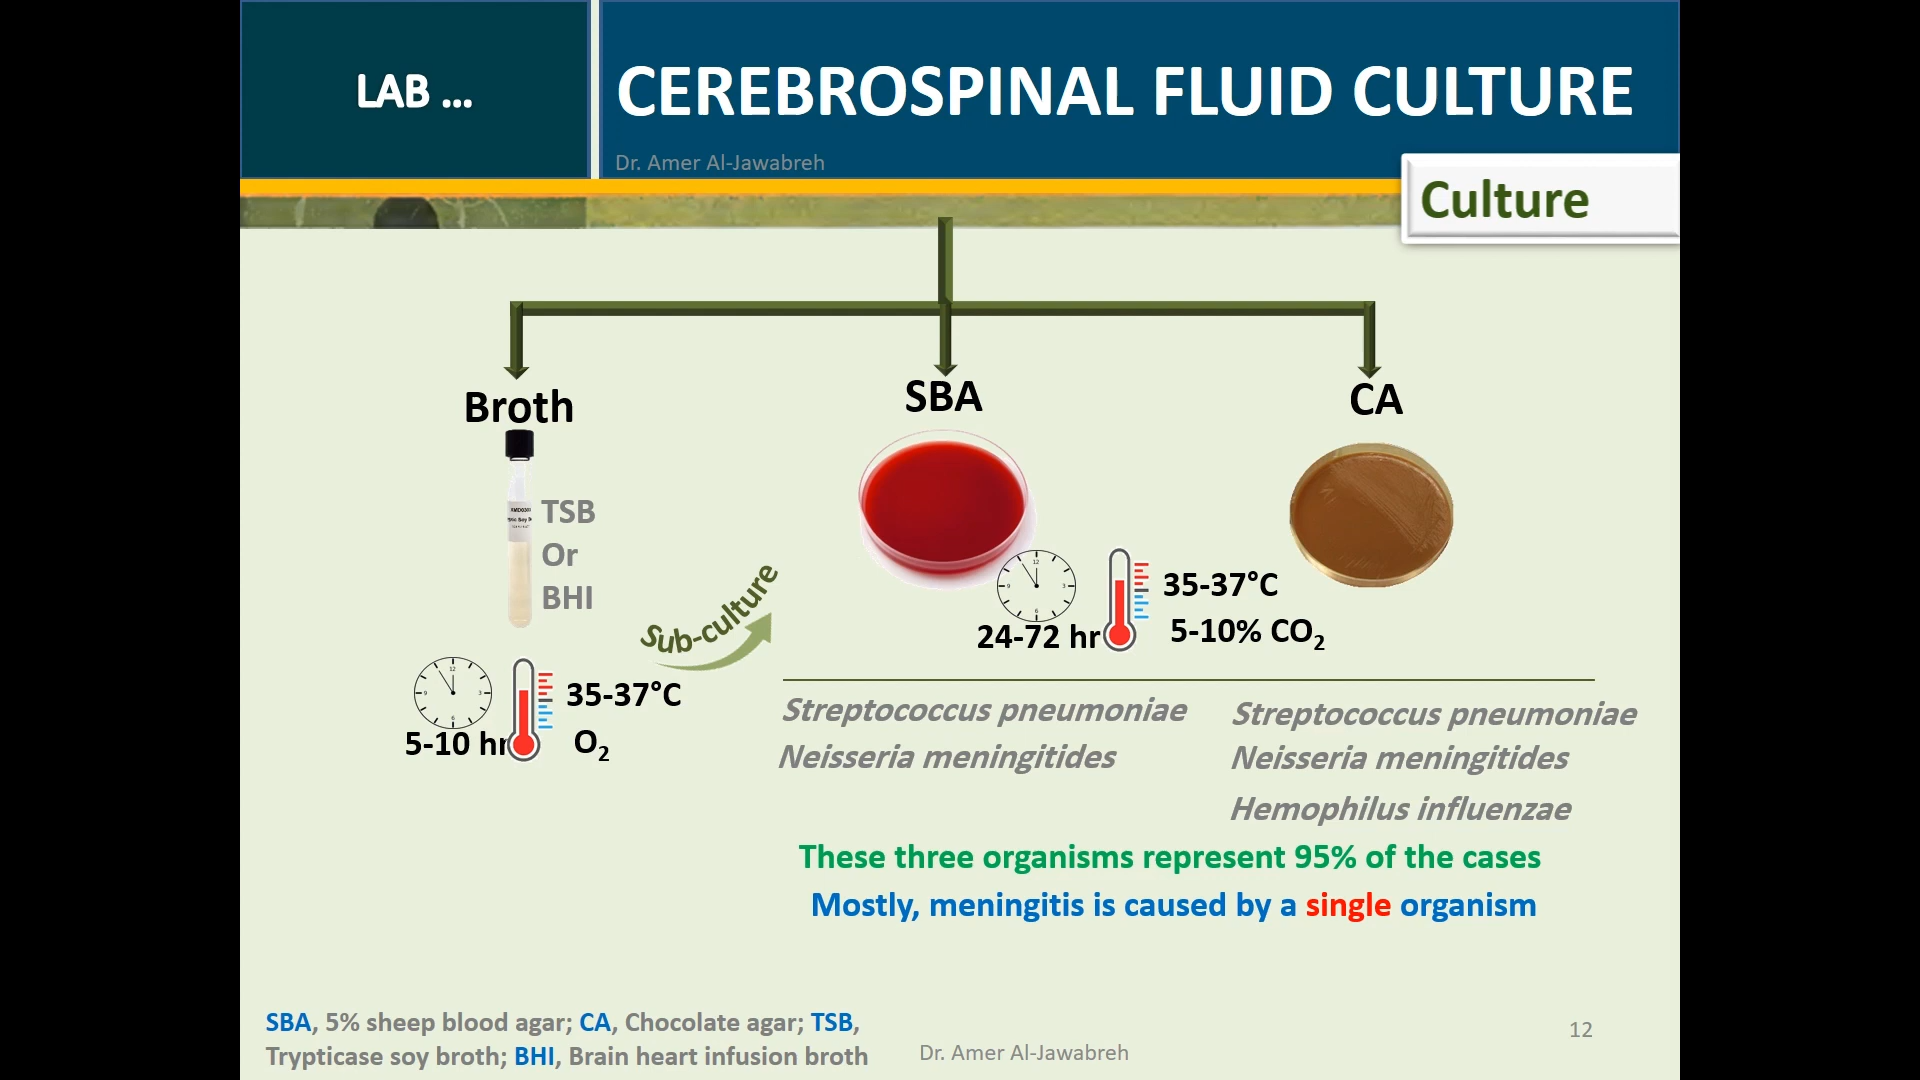 LAB ...
CEREBROSPINAL FLUID CULTURE
Dr. Amer Al-Jawabreh
Culture
Broth
TSB
Or
BHI
5-10 hr
35-37°C
O₂
Sub-culture
SBA
CA
24-72 hr
35-37°C
5-10% CO₂
Streptococcus pneumoniae
Neisseria meningitides
Streptococcus pneumoniae
Neisseria meningitides
Hemophilus influenzae
These three organisms represent 95% of the cases
Mostly, meningitis is caused by a single organism
SBA, 5% sheep blood agar; CA, Chocolate agar; TSB,
Trypticase soy broth; BHI, Brain heart infusion broth
Dr. Amer Al-Jawabreh
12